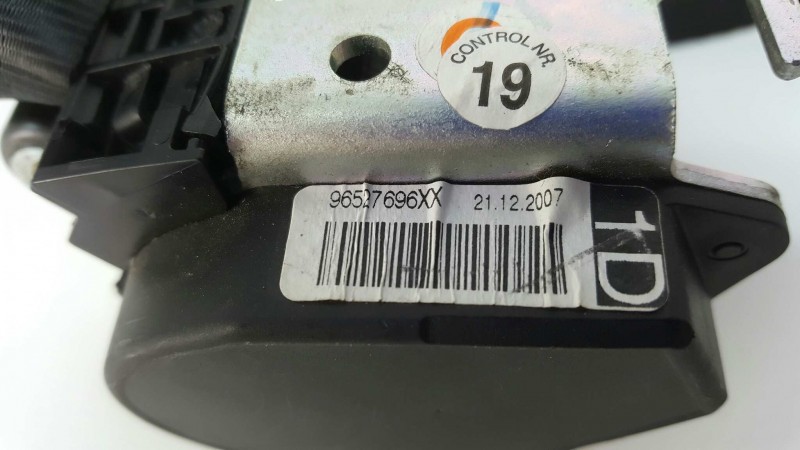 CONTROL NR.
19
96527696XX 21.12.2007
1D